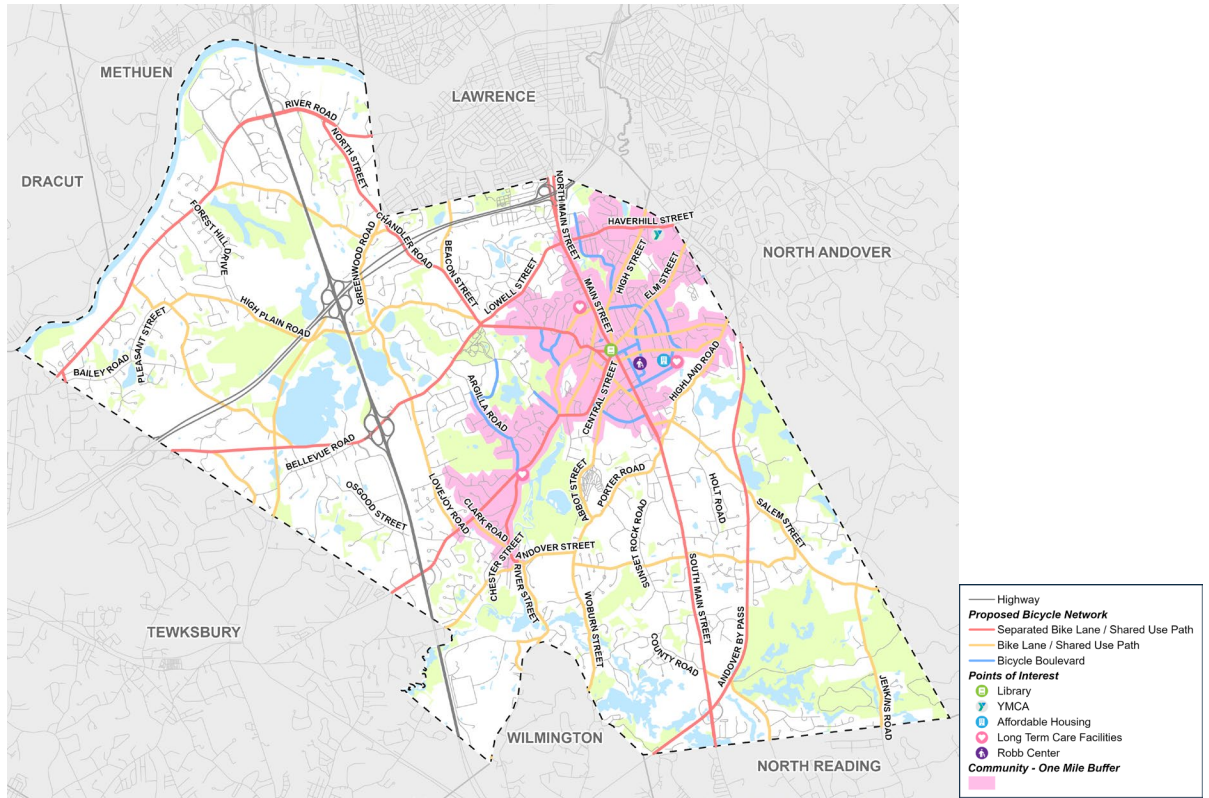 METHUEN
LAWRENCE
RIVER ROAD
NORTH STREET
DRACUT
NORTH MAIN STREET
FOREST HILL DRIVE
HAVERHILL STREET
CHANDLER ROAD
GREENWOOD ROAD
BEACON STREET
HIGH STREET
NORTH ANDOVER
LOWELL STREET
ELM STREET
MAIN STREET
HIGH PLAIN ROAD
PLEASANT STREET
BAILEY ROAD
HIGHLAND ROAD
CENTRAL STREET
ARGILLA ROAD
BELLEVUE ROAD
PORTER ROAD
ABBOT STREET
HOLT ROAD
OSGOOD STREET
LOVEJOY ROAD
CLARK ROAD
SALEM STREET
SUNSET ROCK ROAD
ANDOVER STREET
CHESTER STREET
RIVER STREET
SOUTH MAIN STREET
WOBURN STREET
TEWKSBURY
COUNTY ROAD
ANDOVER BY PASS
JENKINS ROAD
WILMINGTON
NORTH READING
Highway
Proposed Bicycle Network
Separated Bike Lane / Shared Use Path
Bike Lane / Shared Use Path
Bicycle Boulevard
Points of Interest
Library
YMCA
Affordable Housing
Long Term Care Facilities
Robb Center
Community - One Mile Buffer